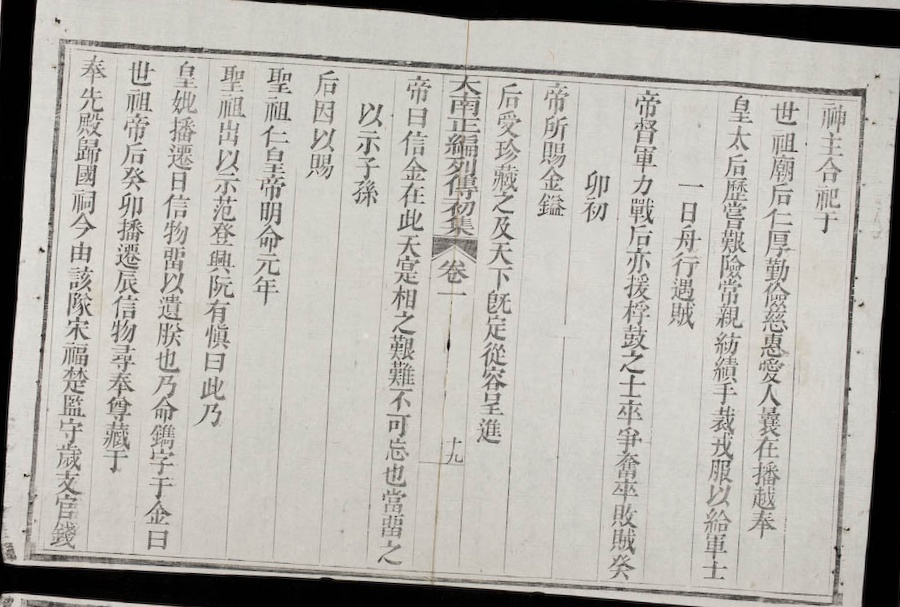 神主合祀于
世祖廟后仁厚勤儉慈惠愛人曩在播越奉
皇太后歷嘗艱險常親紡績手裁戎服以給軍士
一日舟行遇賊
帝督軍力戰后亦援桴鼓之士卒爭奮卒敗賊癸
卯初
帝所賜金鎰
后受珍藏之及天下旣定從容呈進
大南正編列傳初集
卷一
十九
帝曰信金在此天寔相之艱難不可忘也當畱之
以示子孫
后因以賜
聖祖仁皇帝明命元年
聖祖出以示范登興阮有愼曰此乃
皇妣播遷日信物畱以遺朕也乃命鐫字于金曰
世祖帝后癸卯播遷辰信物尋奉尊藏于
奉先殿歸國祠今由該隊宋福楚監守歲支官錢